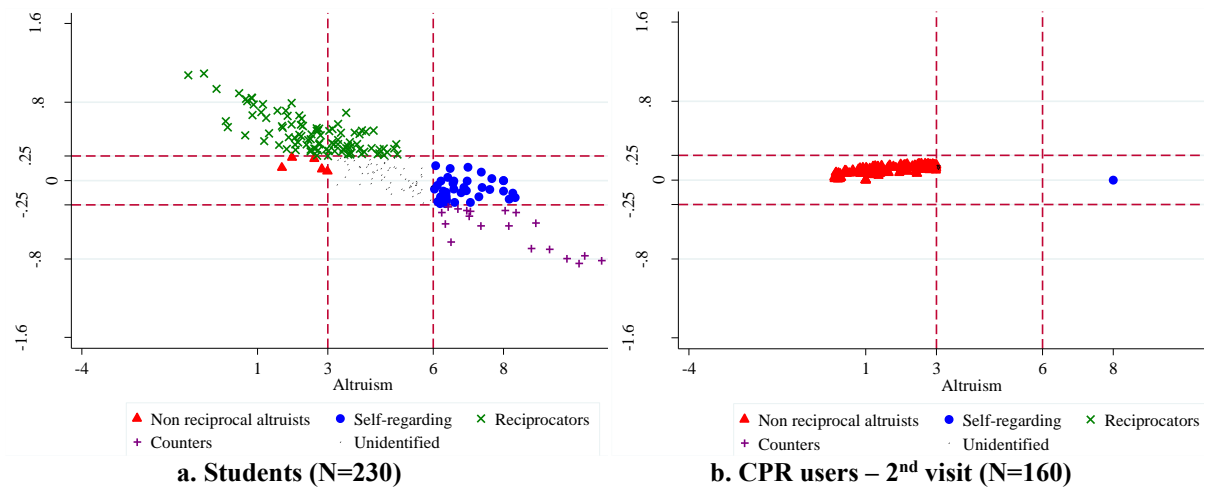 1.6
.8
.25
0
-.25
-.8
-1.6
-4 1 3 6 8
Altruism
Non reciprocal altruists Self-regarding Reciprocators
Counters Unidentified
a. Students (N=230)
1.6
.8
.25
0
-.25
-.8
-1.6
-4 1 3 6 8
Altruism
Non reciprocal altruists Self-regarding Reciprocators
Counters Unidentified
b. CPR users – 2nd visit (N=160)